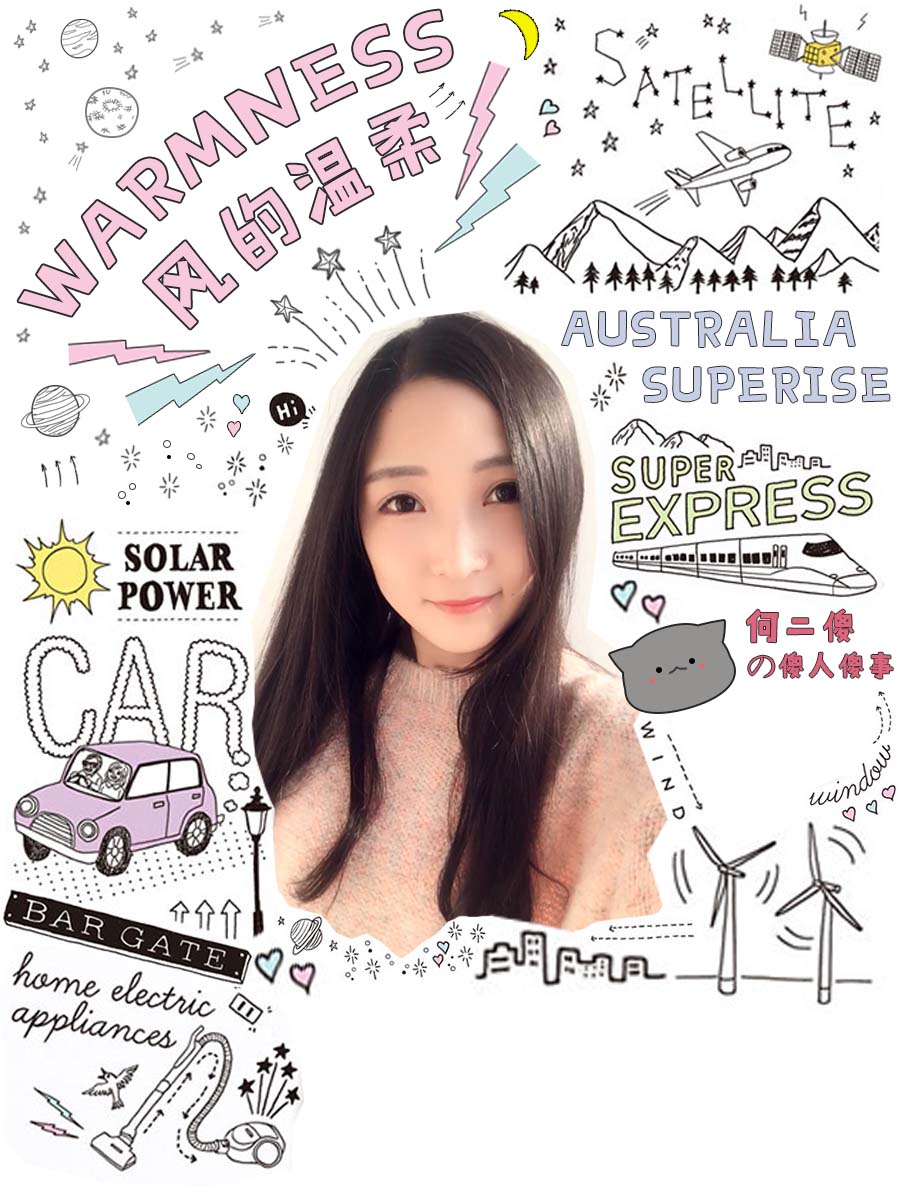 WARMNESS
风的温柔
SATELLITE
AUSTRALIA
SUPERISE
Hi
SUPER
EXPRESS
SOLAR
POWER
CAR
何二傻
の傻人傻事
WIND
window
BAR GATE
home electric
appliances